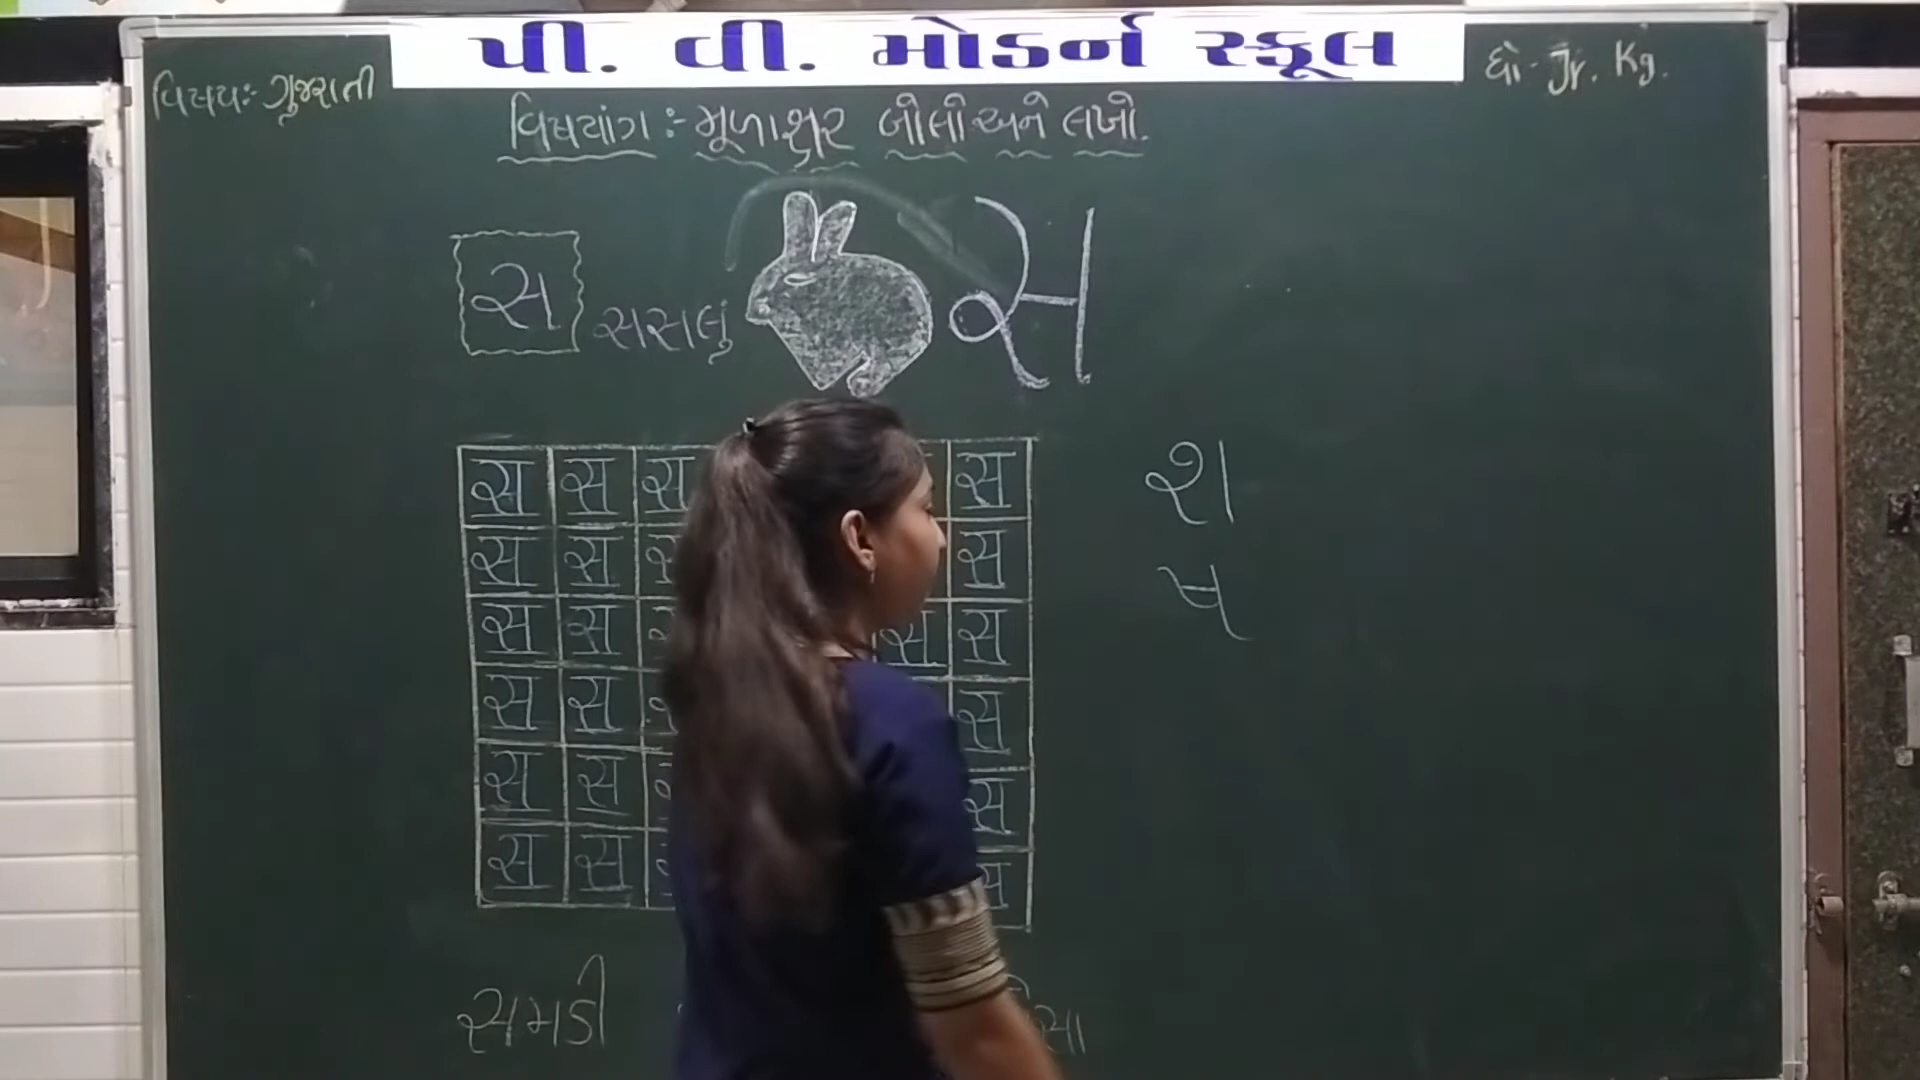 પી. વી. મોડર્ન સ્કૂલ
વિષય:- ગુજરાતી
ધો- Jr. Kg.
વિષયાંગ :- મૂળાક્ષર બોલો અને લખો.
સ સસલું સ
સ સ સ સ
સ સ સ સ
સ સ સ સ સ
સ સ સ સ
સ સ સ સ
સ સ સ સ
શ
ષ
સમડી